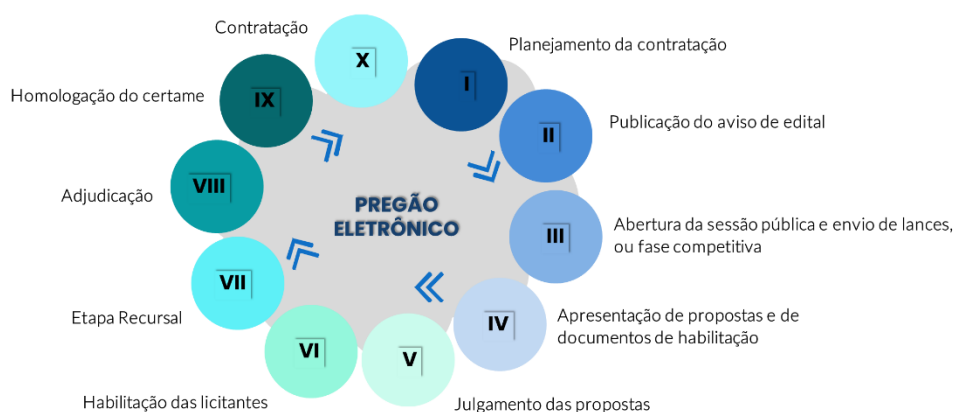 Contratação
X
Planejamento da contratação
I
Homologação do certame
IX
II
Publicação do aviso de edital
Adjudicação
VIII
PREGÃO
ELETRÔNICO
III
Abertura da sessão pública e envio de lances,
ou fase competitiva
VII
Etapa Recursal
IV
Apresentação de propostas e de
documentos de habilitação
VI
V
Habilitação das licitantes
Julgamento das propostas